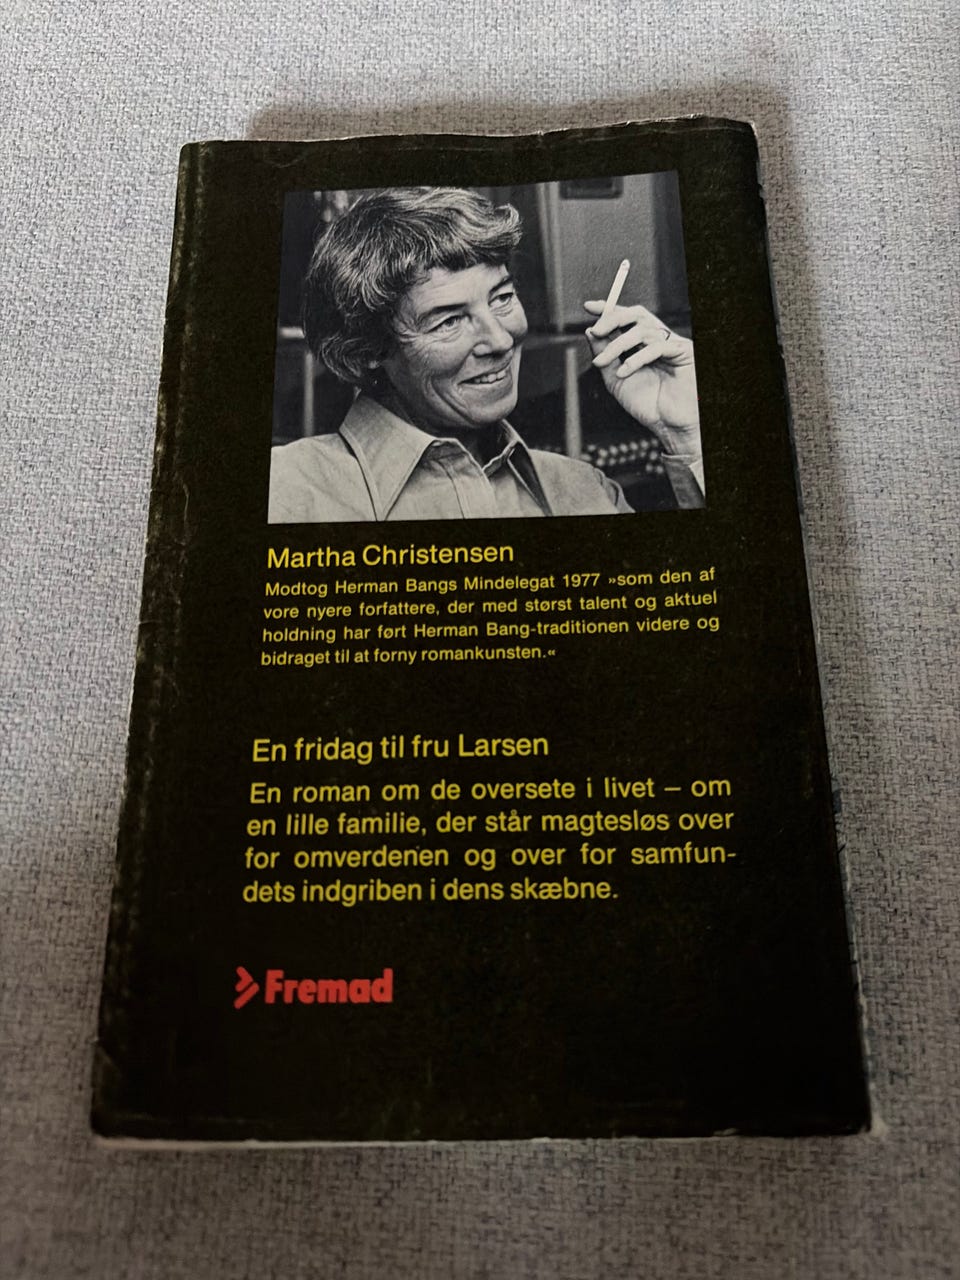 Martha Christensen
Modtog Herman Bangs Mindelegat 1977 »som den af
vore nyere forfattere, der med størst talent og aktuel
holdning har ført Herman Bang-traditionen videre og
bidraget til at forny romankunsten.«
En fridag til fru Larsen
En roman om de oversete i livet – om
en lille familie, der står magtesløs over
for omverdenen og over for samfun-
dets indgriben i dens skæbne.
Fremad